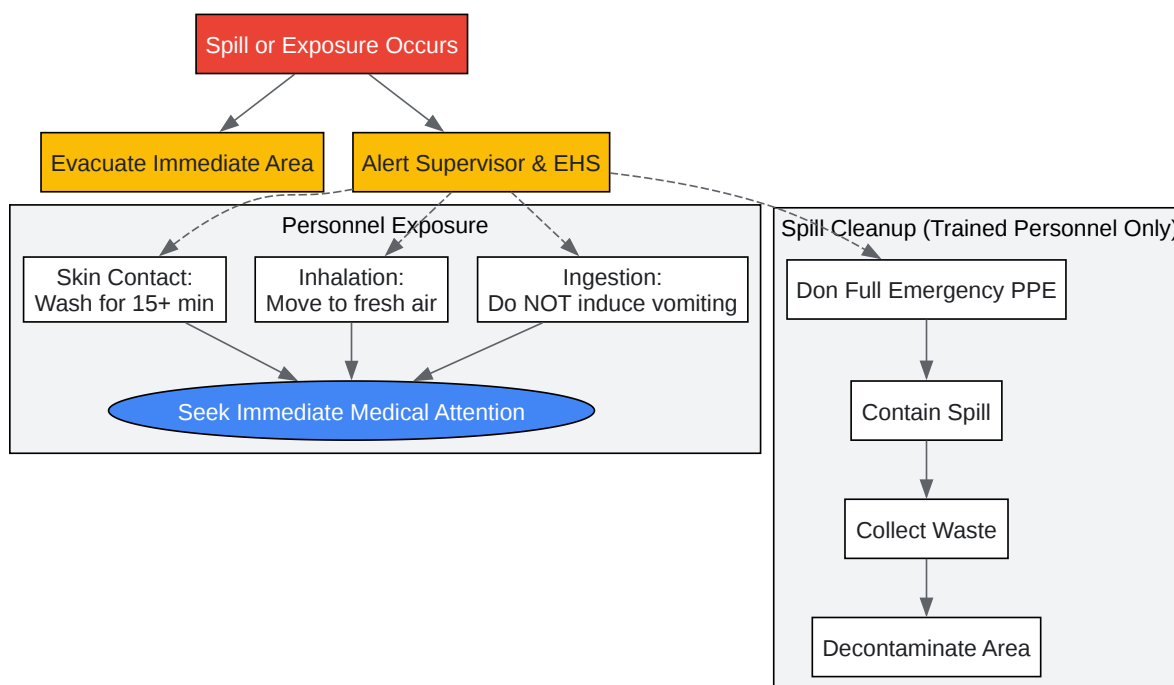 Spill or Exposure Occurs
Evacuate Immediate Area
Alert Supervisor & EHS
Personnel Exposure
Skin Contact:
Wash for 15+ min
Inhalation:
Move to fresh air
Ingestion:
Do NOT induce vomiting
Seek Immediate Medical Attention
Spill Cleanup (Trained Personnel Only)
Don Full Emergency PPE
Contain Spill
Collect Waste
Decontaminate Area